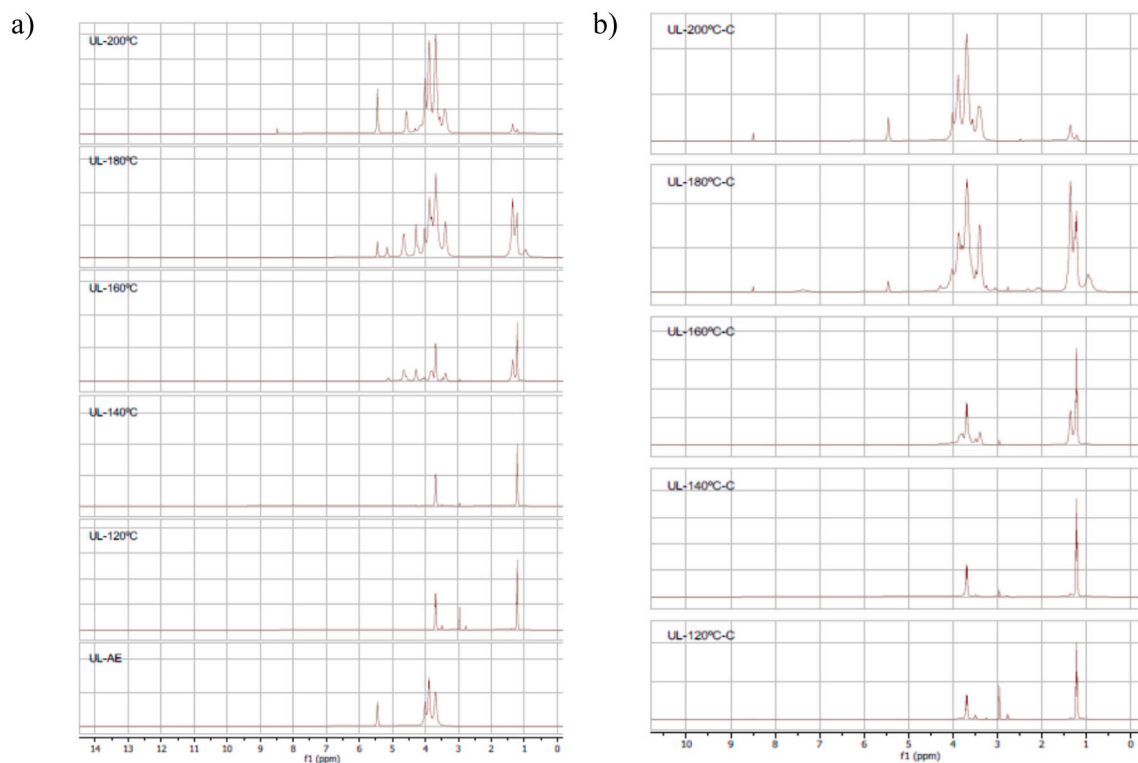 a)
UL-200ºC
UL-180ºC
UL-160ºC
UL-140ºC
UL-120ºC
UL-AE
14 13 12 11 10 9 8 7 6 5 4 3 2 1 0
f1 (ppm)
b)
UL-200ºC-C
UL-180ºC-C
UL-160ºC-C
UL-140ºC-C
UL-120ºC-C
10 9 8 7 6 5 4 3 2 1 0
f1 (ppm)